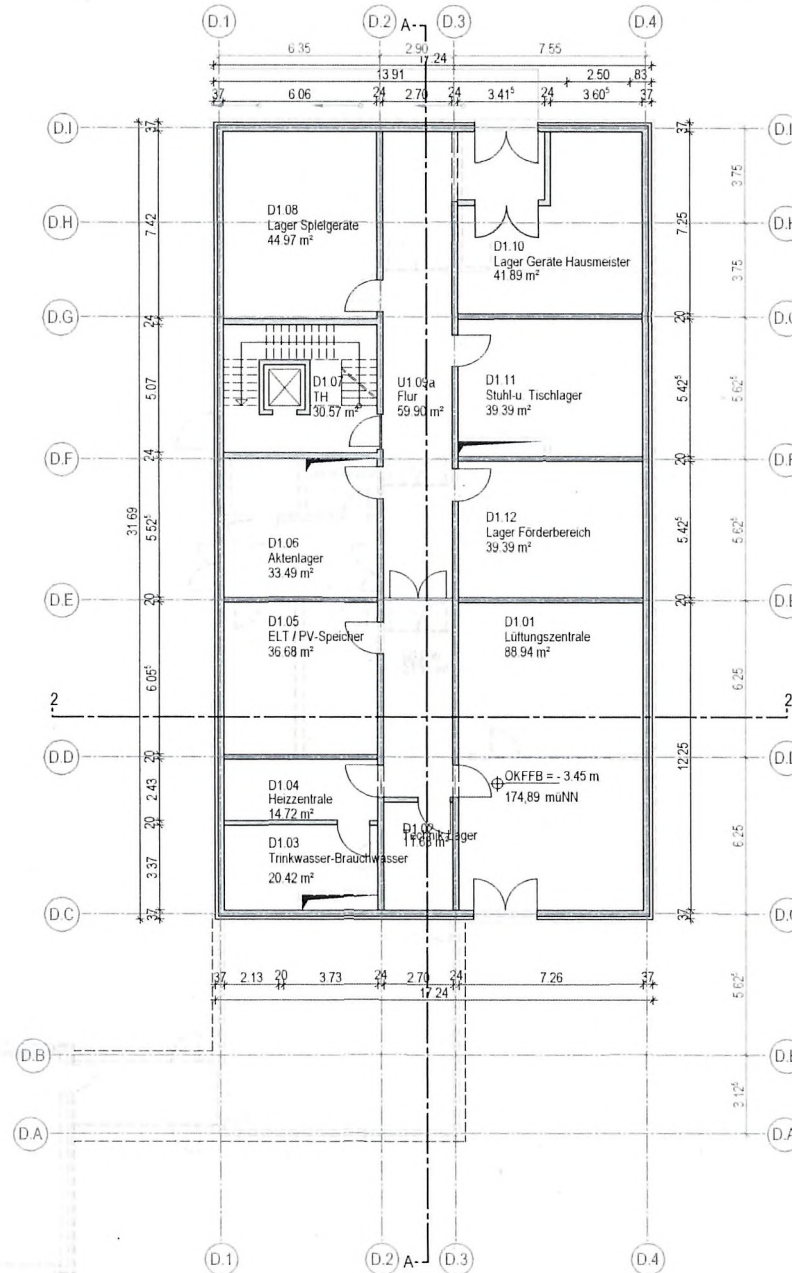 D.1
D.2
A
D.3
D.4
6.35
2.90
7.55
17.24
13.91
2.50
83
37
6.06
24
2.70
24
3.41⁵
24
3.60⁵
37
D.I
37
37
D.I
3.75
D1.08
Lager Spielgeräte
44.97 m²
D.H
7.42
7.25
D.H
D1.10
Lager Geräte Hausmeister
41.89 m²
3.75
D.G
24
20
D1.07
TH
30.57 m²
U1.09a
Flur
59.90 m²
D1.11
Stuhl-u. Tischlager
39.39 m²
5.07
5.42⁵
5.62⁵
D.F
24
20
31.69
D1.06
Aktenlager
33.49 m²
D1.12
Lager Förderbereich
39.39 m²
5.52⁵
5.42⁵
5.62⁵
D.E
20
20
D.E
D1.05
ELT / PV-Speicher
36.68 m²
D1.01
Lüftungszentrale
88.94 m²
6.05⁵
6.25
2
2
D.D
20
12.25
OKFFB = - 3.45 m
174,89 müNN
D1.04
Heizzentrale
14.72 m²
2.43
20
D1.02
Technik Lager
11.63 m²
D1.03
Trinkwasser-Brauchwasser
20.42 m²
3.37
6.25
D.C
37
37
37
2.13
20
3.73
24
2.70
24
7.26
37
17.24
5.62⁵
D.B
3.12⁵
D.A
D.A
D.1
D.2
A
D.3
D.4